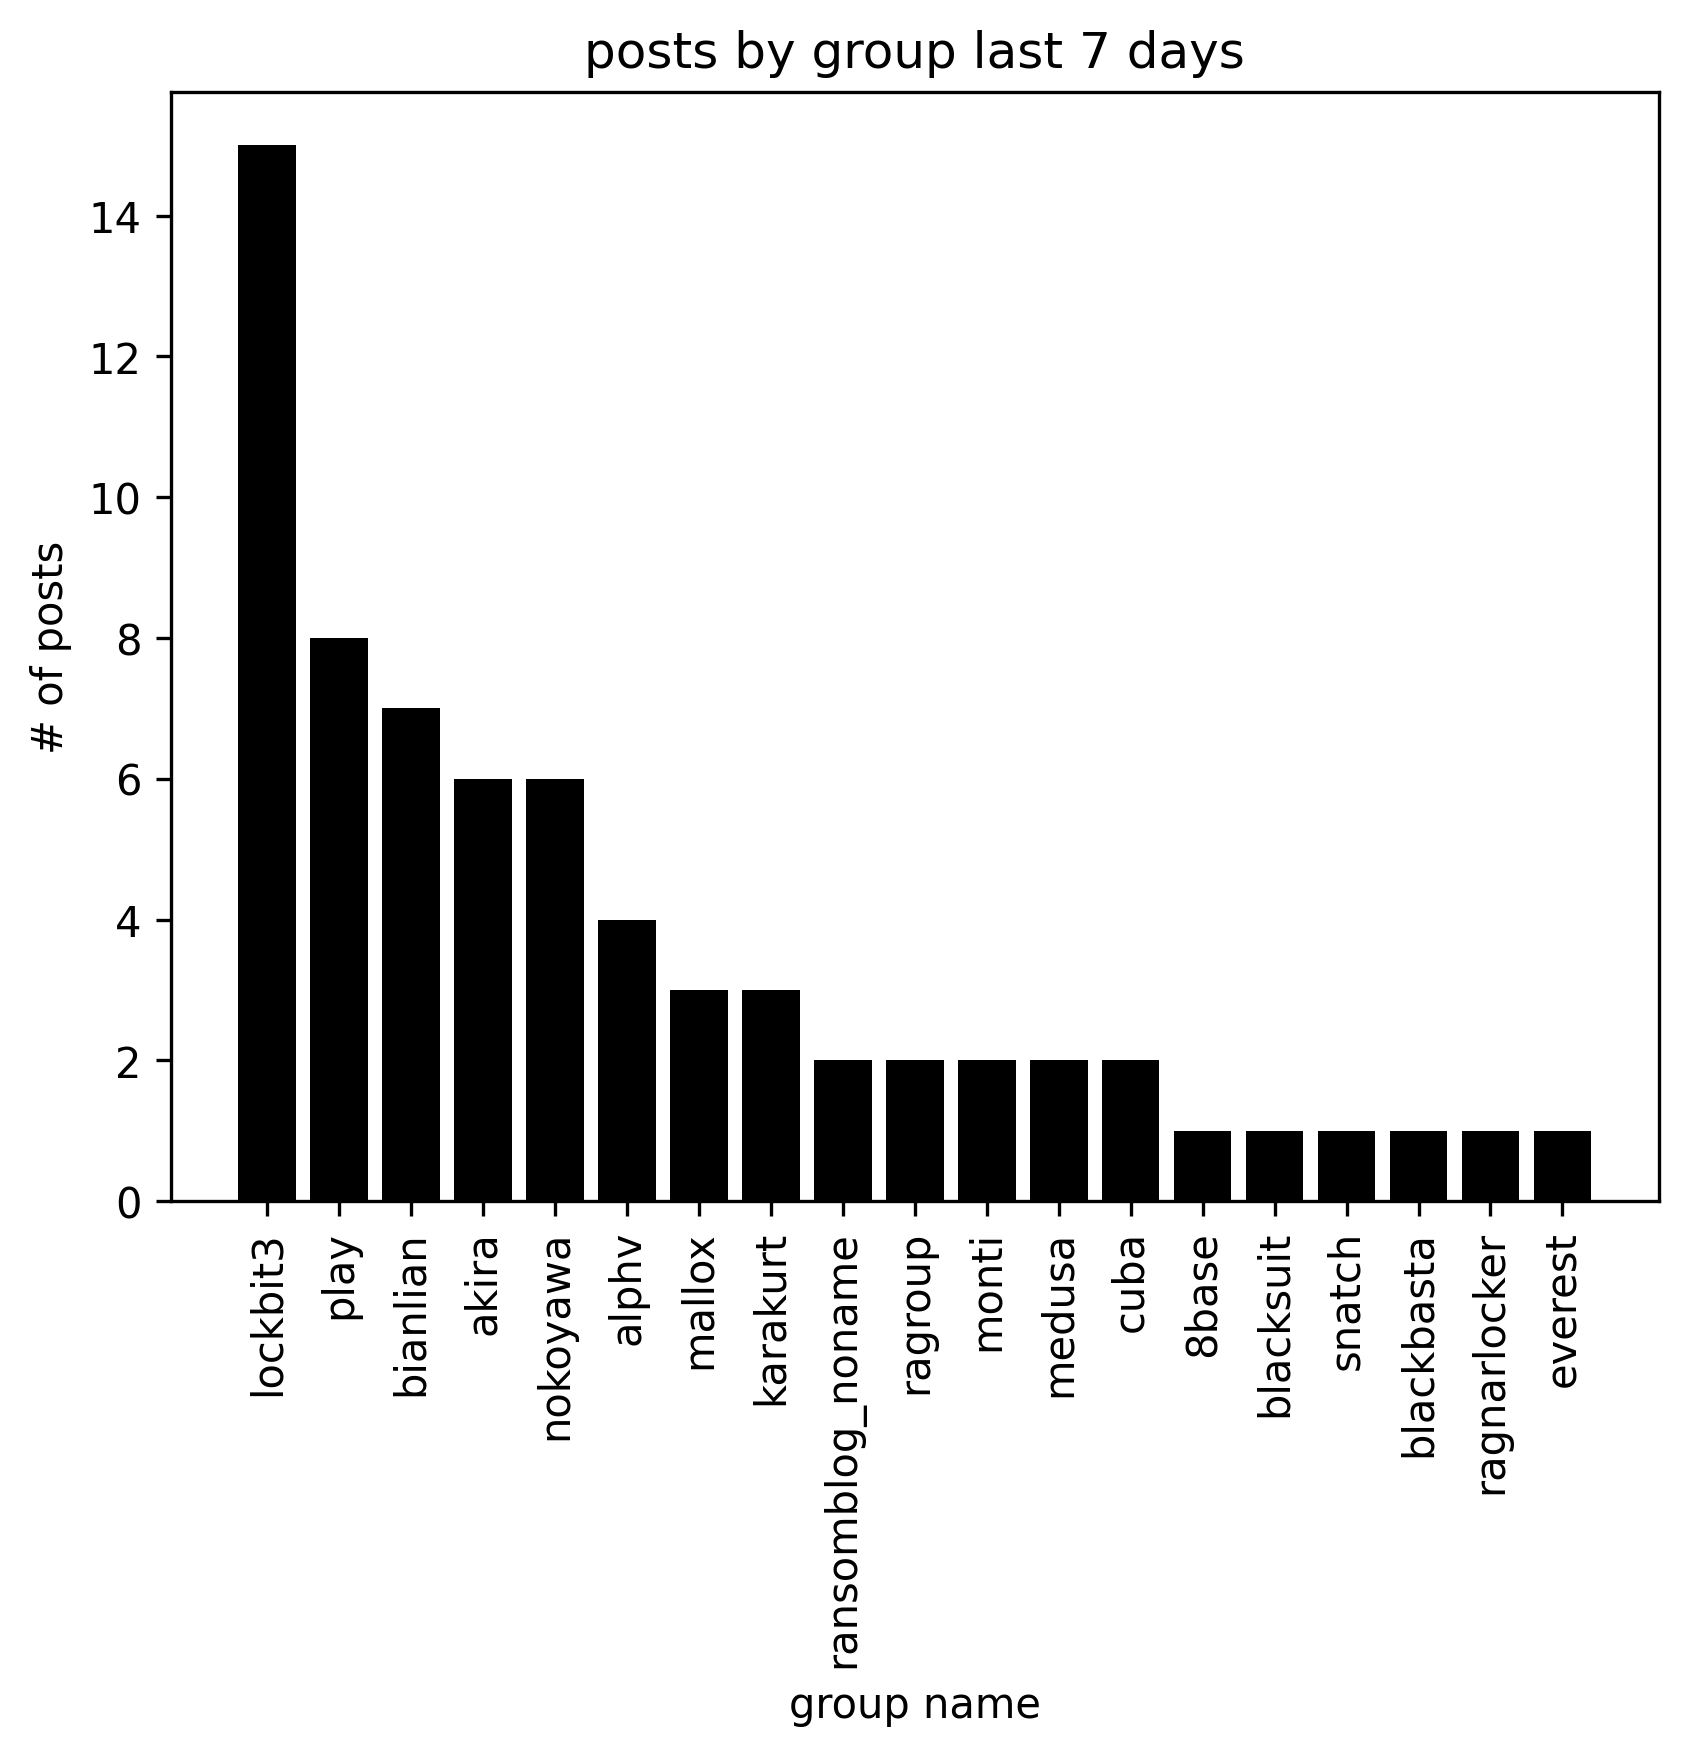 posts by group last 7 days
# of posts
14
12
10
8
6
4
2
0
lockbit3
play
bianlian
akira
nokoyawa
alphv
mallox
karakurt
ransomblog_noname
ragroup
monti
medusa
cuba
8base
blacksuit
snatch
blackbasta
ragnarlocker
everest
group name